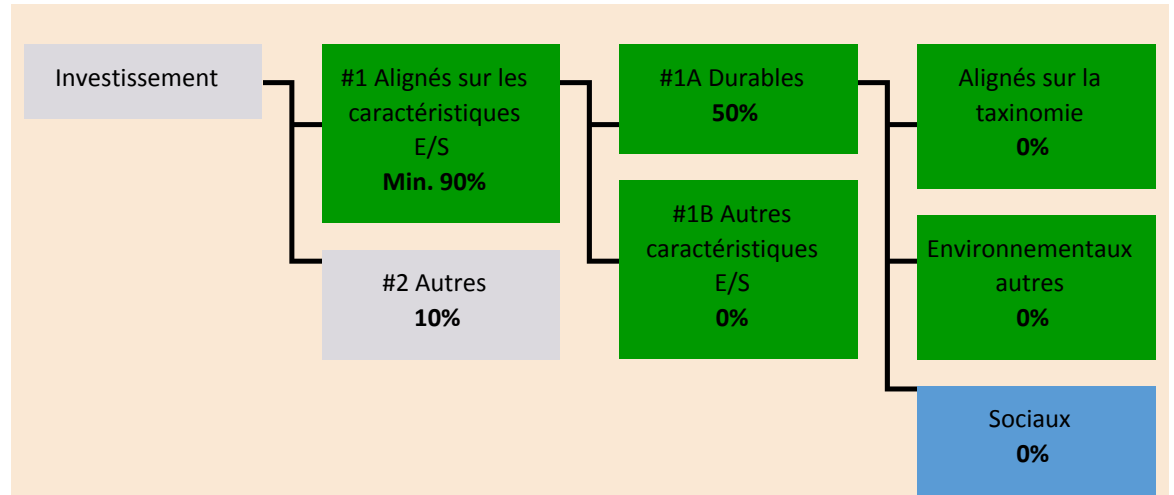 Investissement
#1 Alignés sur les
caractéristiques
E/S
Min. 90%
#2 Autres
10%
#1A Durables
50%
#1B Autres
caractéristiques
E/S
0%
Alignés sur la
taxinomie
0%
Environnementaux
autres
0%
Sociaux
0%